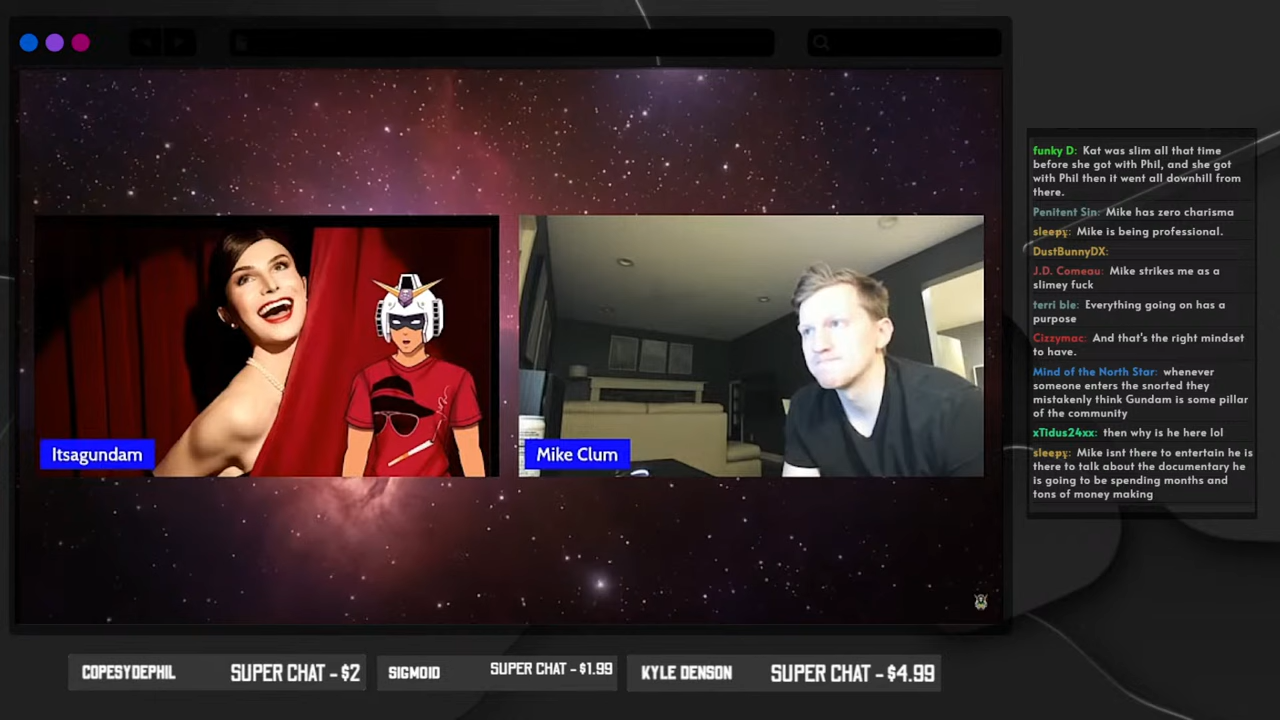 funky D: Kat was slim all that time
before she got with Phil, and she got
with Phil then it went all downhill from
there.
Penitent Sin: Mike has zero charisma
sleepy: Mike is being professional.
DustBunnyDX:
J.D. Comeau: Mike strikes me as a
slimey fuck
terri ble: Everything going on has a
purpose
Cizzymac: And that's the right mindset
to have.
Mind of the North Star: whenever
someone enters the snorted they
mistakenly think Gundam is some pillar
of the community
xTidus24xx: then why is he here lol
sleepy: Mike isnt there to entertain he is
there to talk about the documentary he
is going to be spending months and
tons of money making
Itsagundam
Mike Clum
COPESYDEPHIL SUPER CHAT - $2
SIGMOID SUPER CHAT - $1.99
KYLE DENSON SUPER CHAT - $4.99